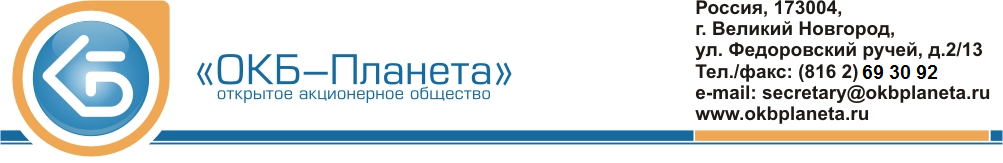 «ОКБ–Планета»
открытое акционерное общество
Россия, 173004,
г. Великий Новгород,
ул. Федоровский ручей, д.2/13
Тел./факс: (816 2) 69 30 92
e-mail: secretary@okbplaneta.ru
www.okbplaneta.ru